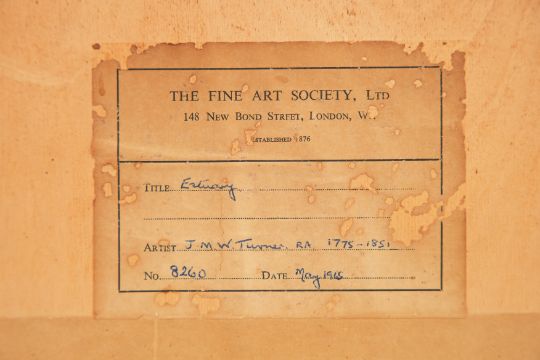 THE FINE ART SOCIETY, LTD
148 NEW BOND STREET, LONDON, W.
ESTABLISHED 1876
TITLE Estuary
ARTIST J M W Turner. RA 1775-1851
No. 8260 DATE May 1965